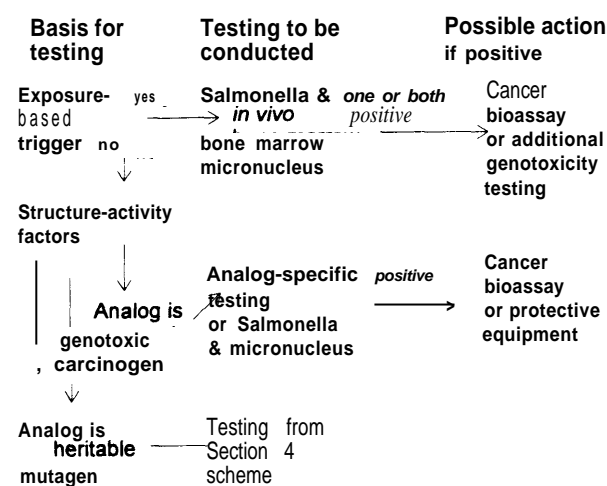 Basis for testing
Testing to be conducted
Possible action if positive
Exposure-based trigger
yes
no
Salmonella & in vivo
bone marrow micronucleus
one or both positive
Cancer bioassay or additional genotoxicity testing
Structure-activity factors
Analog is genotoxic carcinogen
Analog-specific testing or Salmonella & micronucleus
positive
Cancer bioassay or protective equipment
Analog is heritable mutagen
Testing from Section 4 scheme